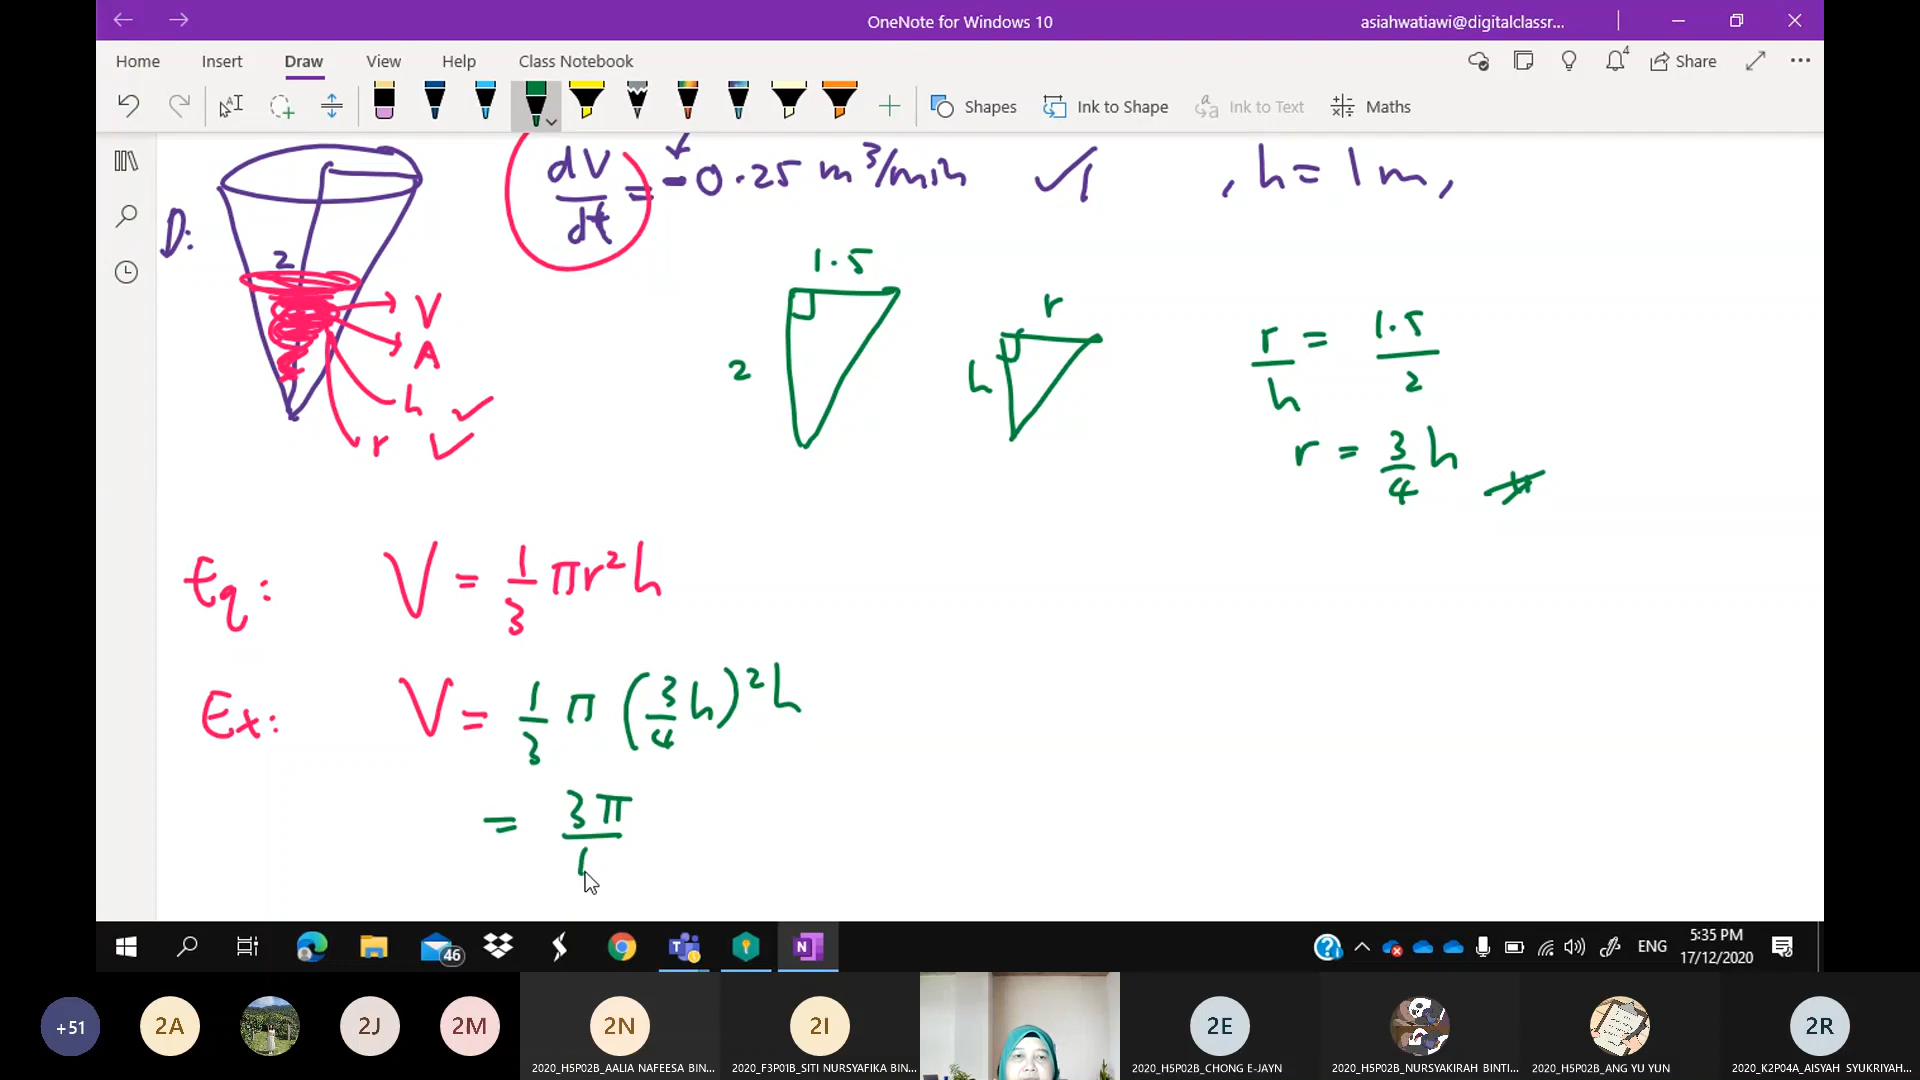 OneNote for Windows 10
asiahwatiawi@digitalclassr...
Home Insert Draw View Help Class Notebook
4
Share
Shapes Ink to Shape Ink to Text Maths
D:
2
V
A
h ✓
r ✓
dV/dt = -0.25 m³/min ✓
, h = 1 m,
1.5
2
r
h
r/h = 1.5/2
r = 3/4 h
Eq: V = 1/3 πr²h
Ex: V = 1/3 π (3/4 h)² h
= 3π/1
46
ENG
5:35 PM
17/12/2020
+51
2A
2J
2M
2N
2020_H5P02B_AALIA NAFEESA BIN...
2I
2020_F3P01B_SITI NURSYAFIKA BIN...
2E
2020_H5P02B_CHONG E-JAYN
2020_H5P02B_NURSYAKIRAH BINTI...
2020_H5P02B_ANG YU YUN
2R
2020_K2P04A_AISYAH SYUKRIYAH...